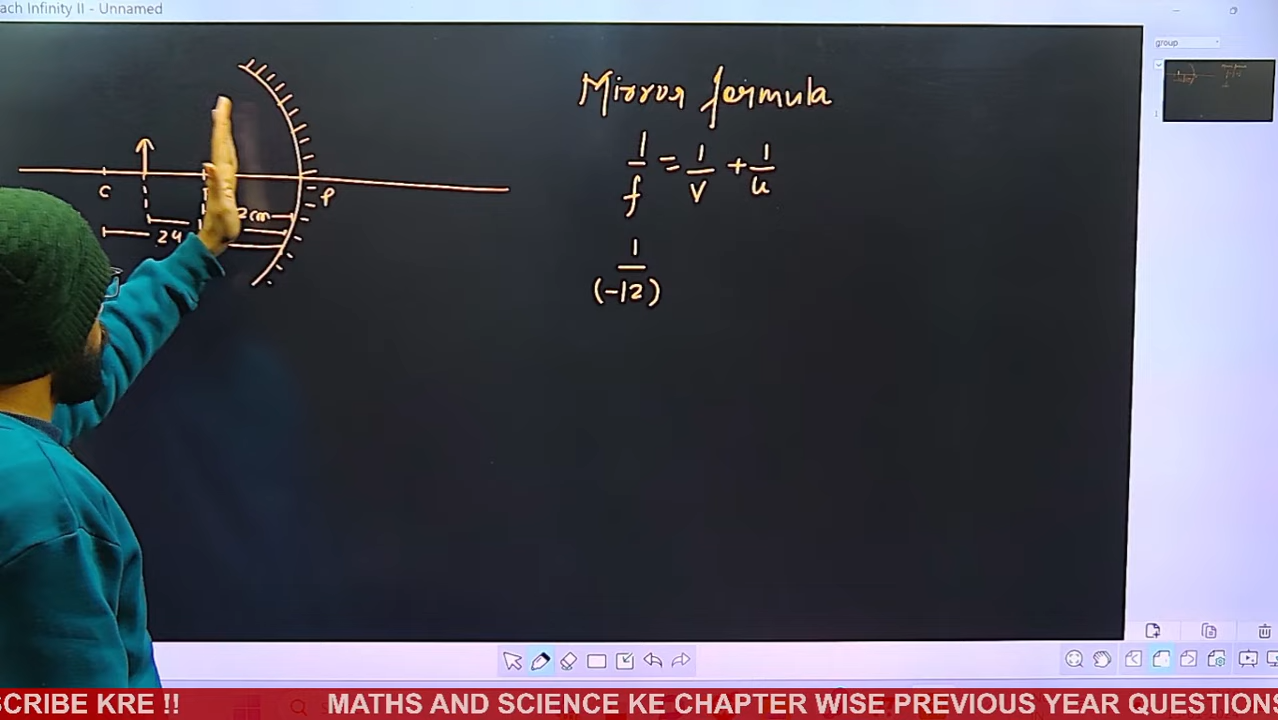 ach Infinity II - Unnamed
group
Mirror formula
1/f = 1/v + 1/u
1/(-12)
C
P
2cm
24
1
SCRIBE KRE !! MATHS AND SCIENCE KE CHAPTER WISE PREVIOUS YEAR QUESTIONS